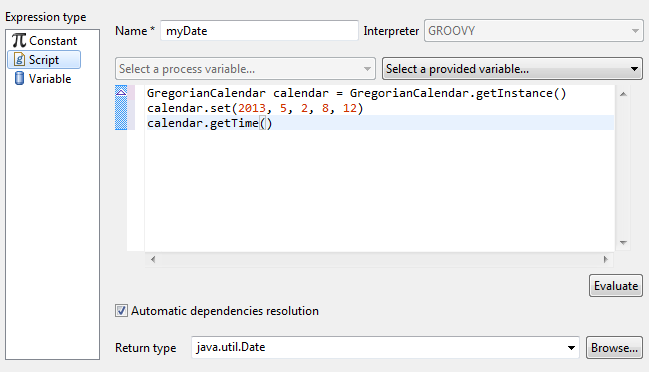 Expression type
Constant
Script
Variable
Name * myDate Interpreter GROOVY
Select a process variable... Select a provided variable...
GregorianCalendar calendar = GregorianCalendar.getInstance()
calendar.set(2013, 5, 2, 8, 12)
calendar.getTime()
Evaluate
Automatic dependencies resolution
Return type java.util.Date Browse...